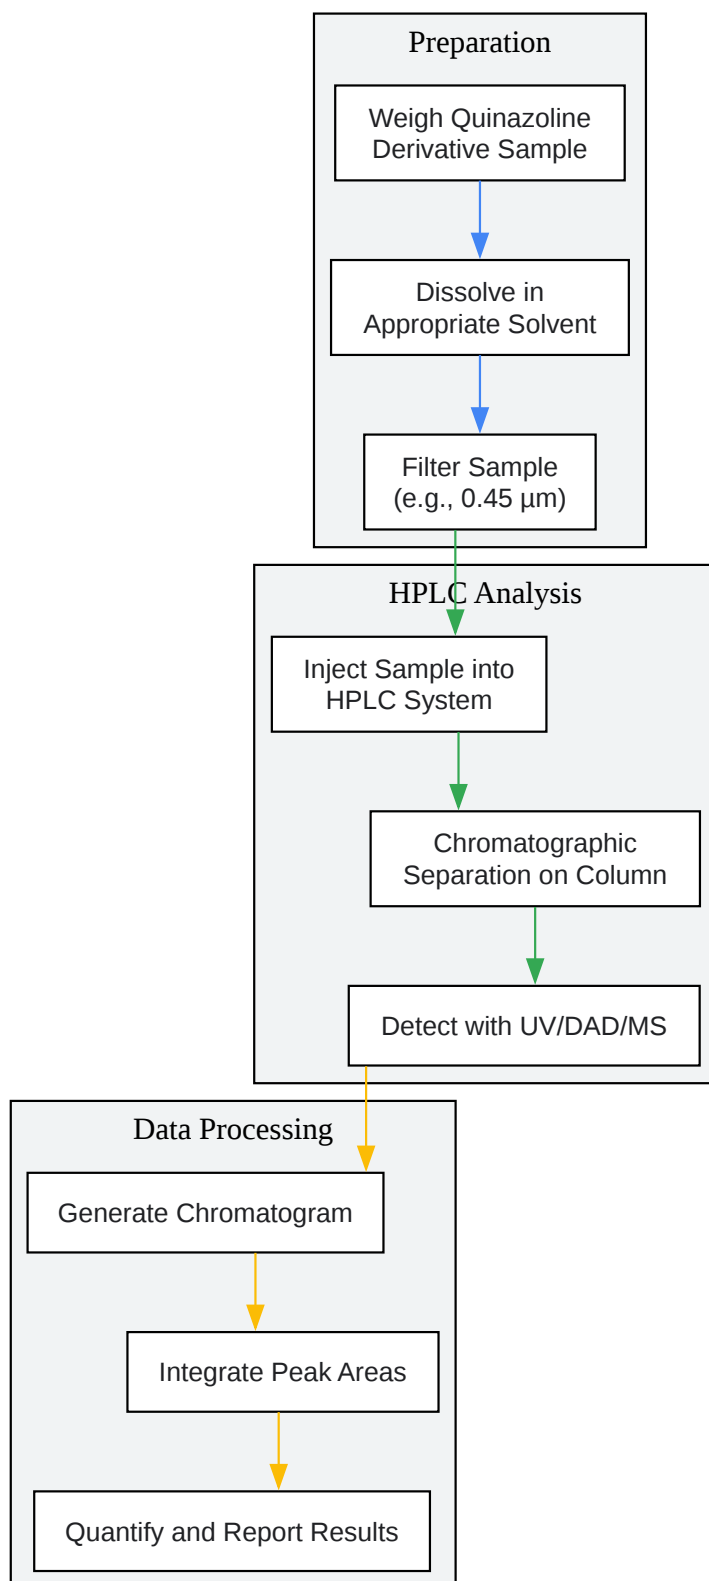 Preparation
Weigh Quinazoline
Derivative Sample
Dissolve in
Appropriate Solvent
Filter Sample
(e.g., 0.45 µm)
HPLC Analysis
Inject Sample into
HPLC System
Chromatographic
Separation on Column
Detect with UV/DAD/MS
Data Processing
Generate Chromatogram
Integrate Peak Areas
Quantify and Report Results